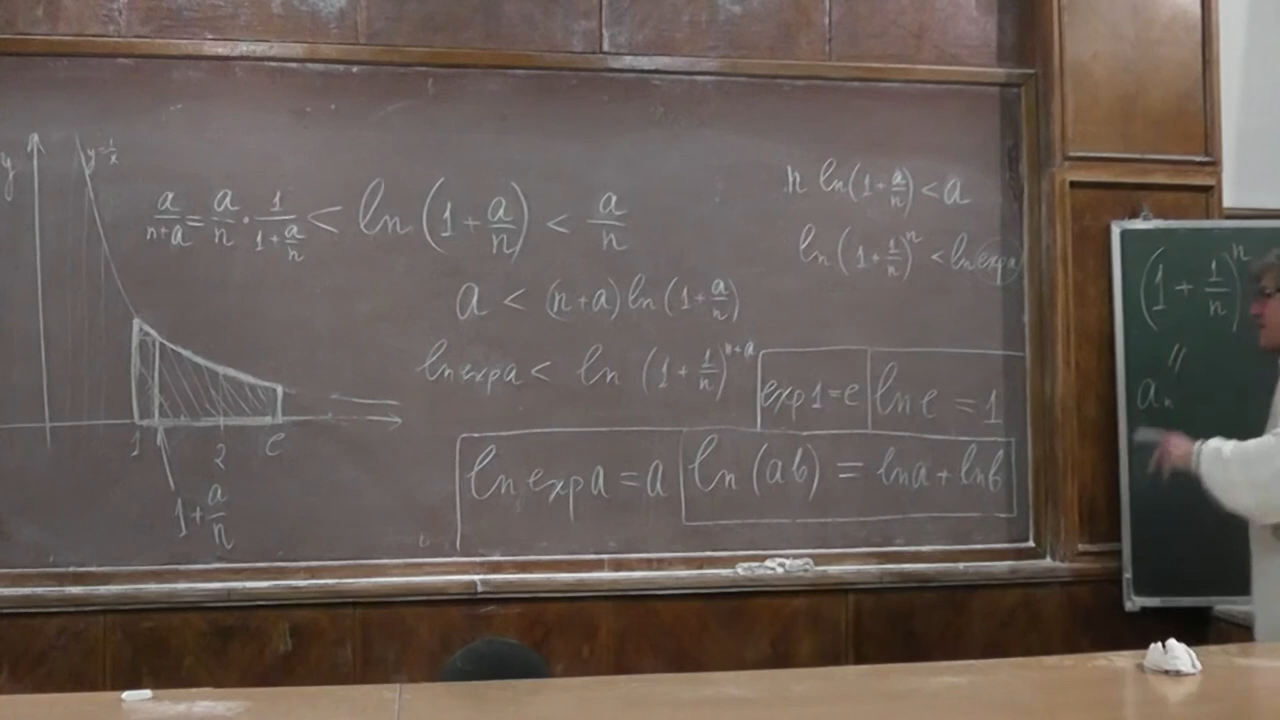 y
y=1/x
a/(n+a) = a/n · 1/(1+a/n) < ln(1+a/n) < a/n
a < (n+a) ln(1+a/n)
ln exp a < ln (1+1/n)^(n+a)
n ln(1+a/n) < a
ln(1+1/n)^n < ln exp a
exp 1 = e | ln e = 1
ln exp a = a | ln(ab) = ln a + ln b
1 2 e
1+a/n
(1+1/n)^n
"
a_n